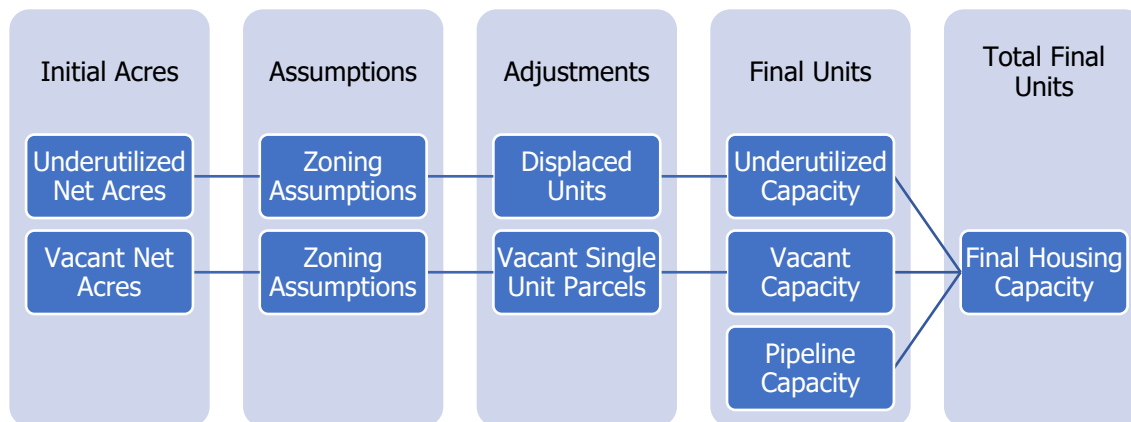 Initial Acres
Underutilized
Net Acres
Vacant Net
Acres
Assumptions
Zoning
Assumptions
Zoning
Assumptions
Adjustments
Displaced
Units
Vacant Single
Unit Parcels
Final Units
Underutilized
Capacity
Vacant
Capacity
Pipeline
Capacity
Total Final
Units
Final Housing
Capacity